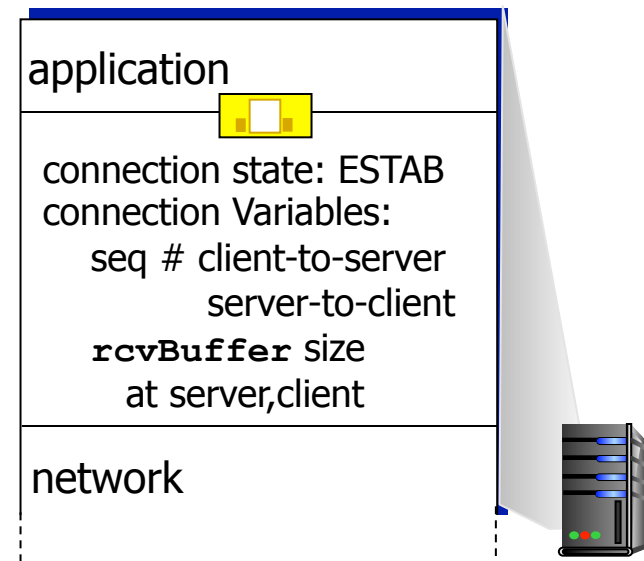 application
connection state: ESTAB
connection Variables:
seq # client-to-server
server-to-client
rcvBuffer size
at server,client
network